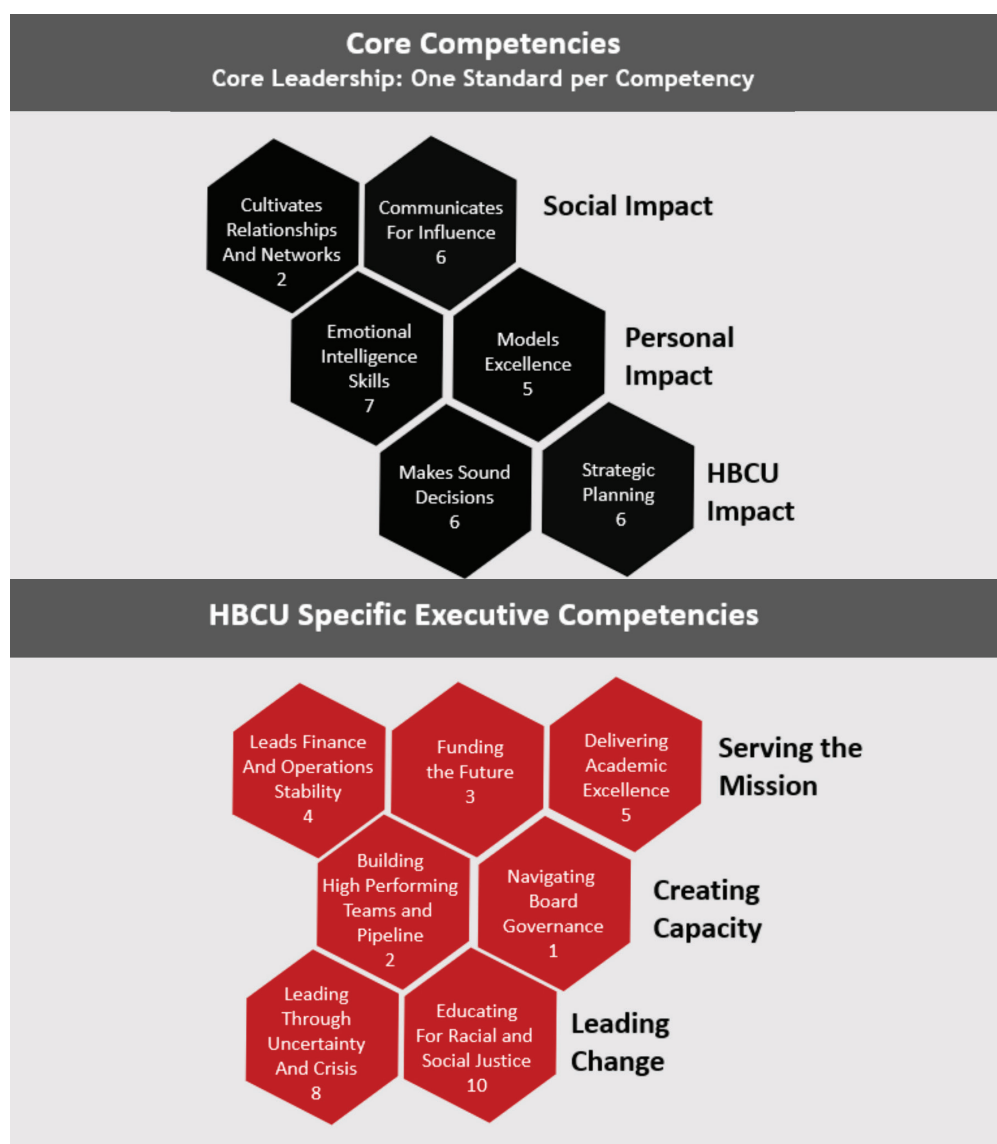 Core Competencies
Core Leadership: One Standard per Competency
Cultivates
Relationships
And Networks
2
Communicates
For Influence
6
Social Impact
Emotional
Intelligence
Skills
7
Models
Excellence
5
Personal
Impact
Makes Sound
Decisions
6
Strategic
Planning
6
HBCU
Impact
HBCU Specific Executive Competencies
Leads Finance
And Operations
Stability
4
Funding
the Future
3
Delivering
Academic
Excellence
5
Serving the
Mission
Building
High Performing
Teams and
Pipeline
2
Navigating
Board
Governance
1
Creating
Capacity
Leading
Through
Uncertainty
And Crisis
8
Educating
For Racial and
Social Justice
10
Leading
Change